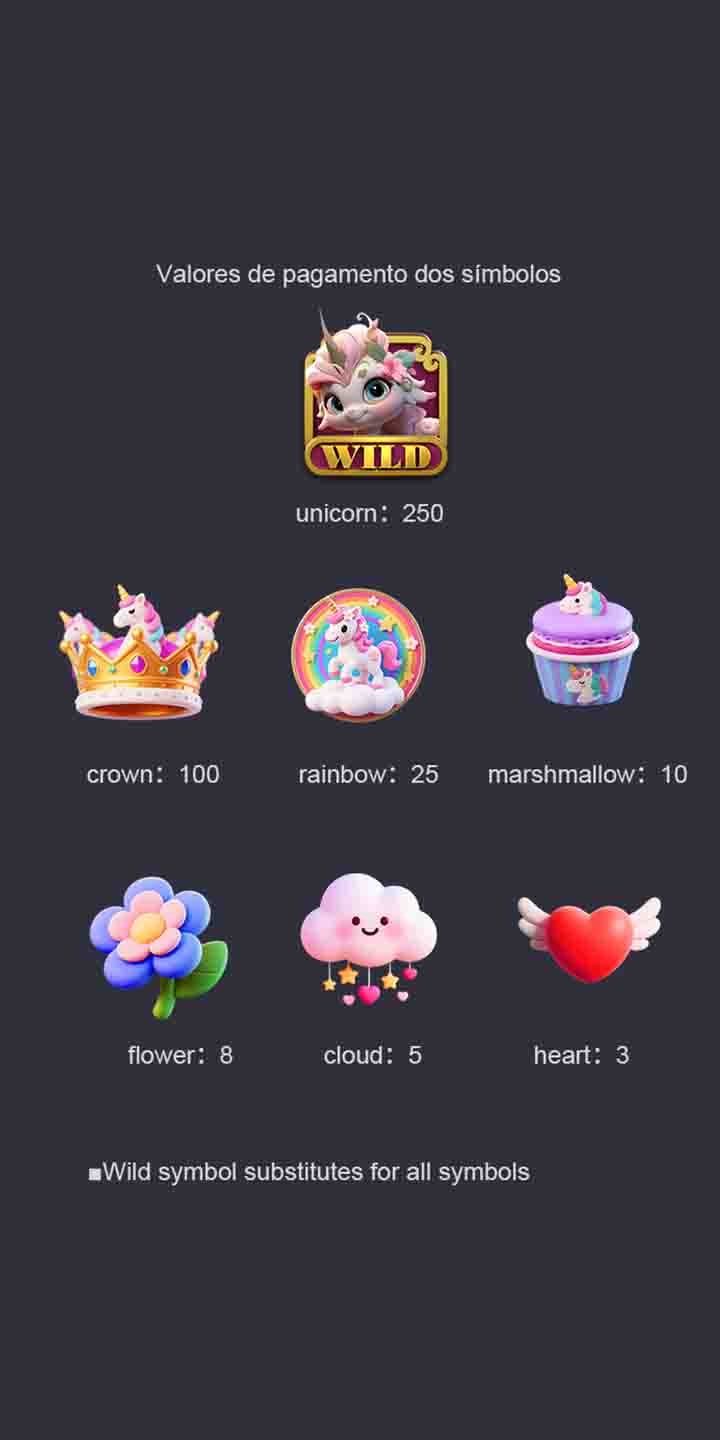 Valores de pagamento dos símbolos
WILD
unicorn：250
crown：100
rainbow：25
marshmallow：10
flower：8
cloud：5
heart：3
■Wild symbol substitutes for all symbols